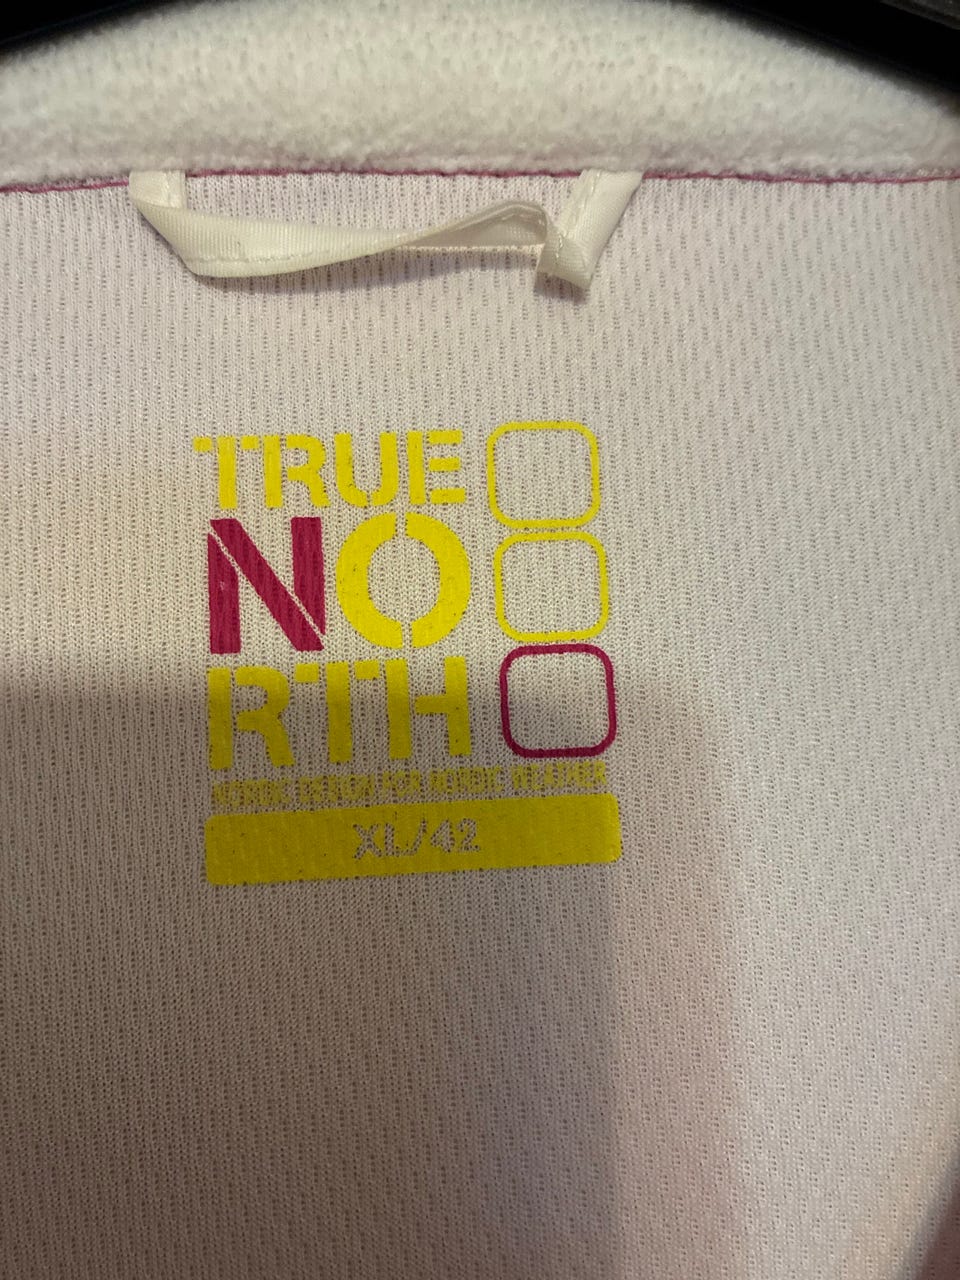 TRUE
NO
RTH
NORDIC DESIGN FOR NORDIC WEATHER
XL/42